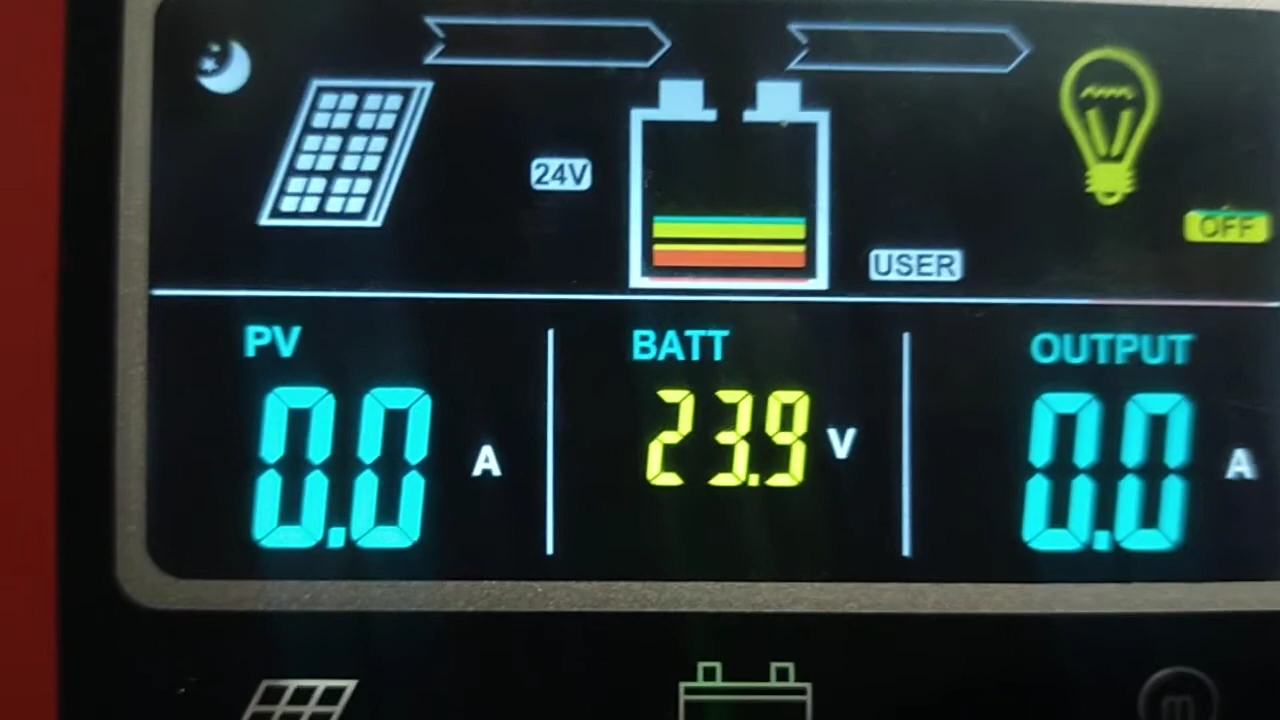 24V
OFF
USER
PV BATT OUTPUT
0.0 A 23.9 V 0.0 A
m